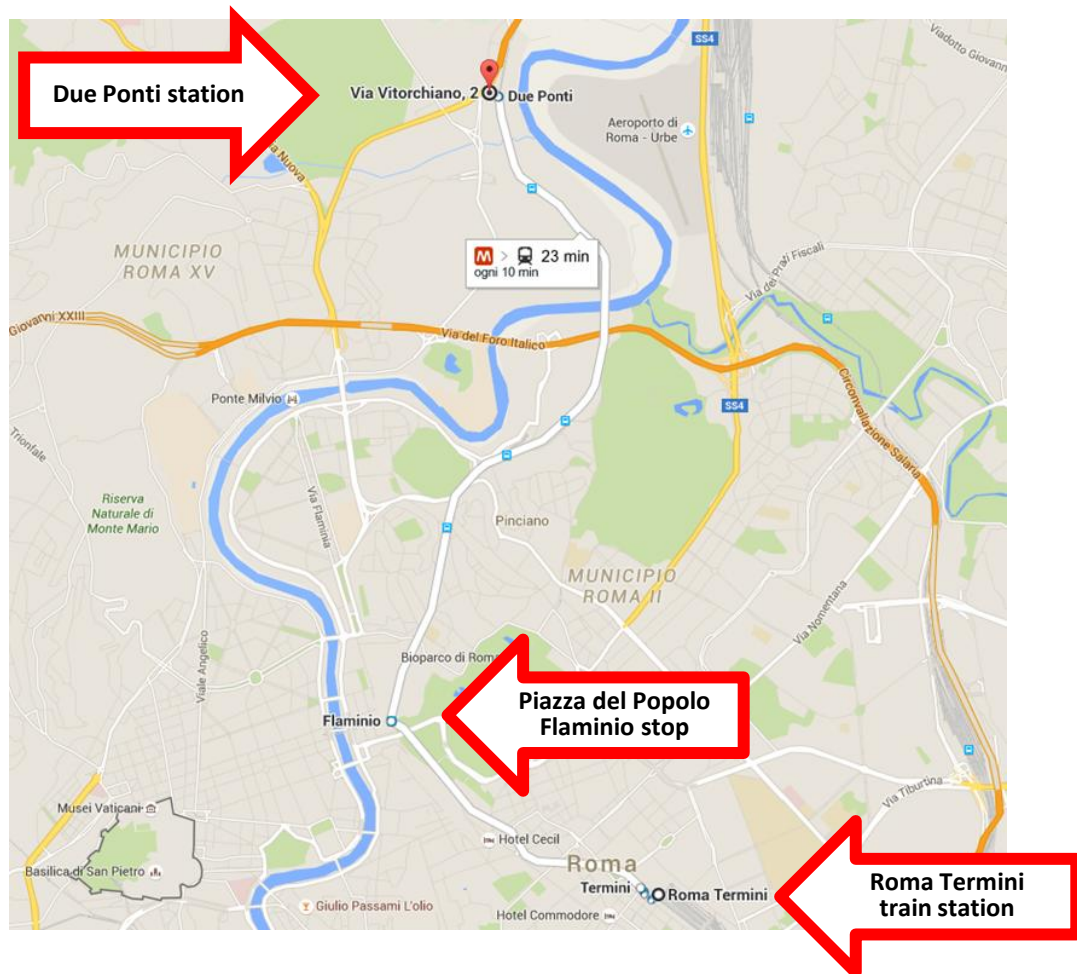 SS4
Viadotto Giovann
Due Ponti station
Via Vitorchiano, 2
Due Ponti
Aeroporto di
Roma - Urbe
a Nuova
MUNICIPIO
ROMA XV
M > 23 min
ogni 10 min
Via dei Prati Fiscali
Giovanni XXIII
Via del Foro Italico
Ponte Milvio
SS4
Circonvallazione Salaria
Trionfale
Riserva
Naturale di
Monte Mario
Via Flaminia
Pinciano
MUNICIPIO
ROMA II
Via Nomentana
Viale Angelico
Bioparco di Roma
Piazza del Popolo
Flaminio stop
Flaminio
Via Tiburtina
Musei Vaticani
Hotel Cecil
Roma
Basilica di San Pietro
Termini
Roma Termini
Roma Termini
train station
Giulio Passami L'olio
Hotel Commodore